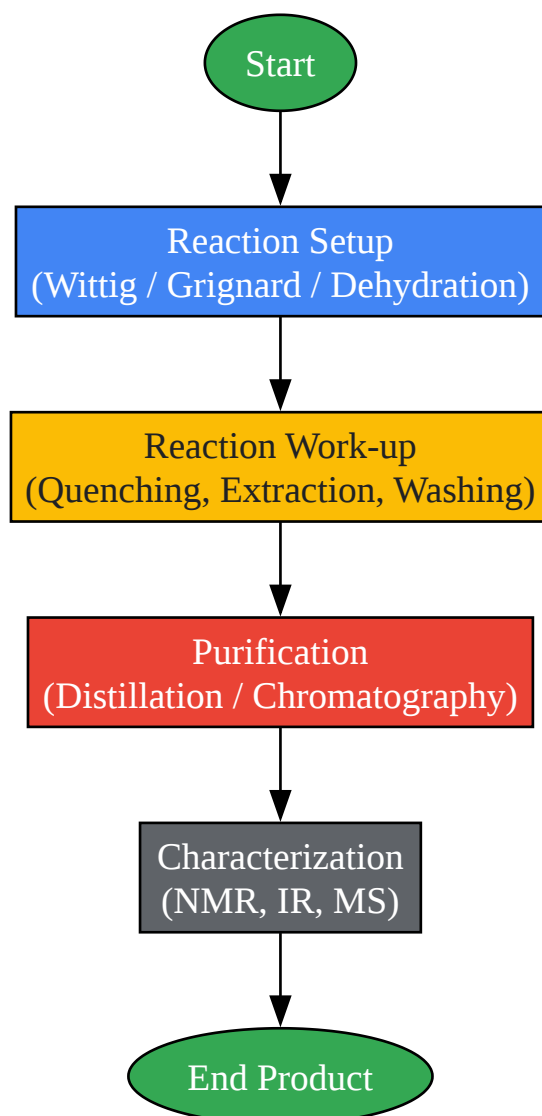 Start
Reaction Setup
(Wittig / Grignard / Dehydration)
Reaction Work-up
(Quenching, Extraction, Washing)
Purification
(Distillation / Chromatography)
Characterization
(NMR, IR, MS)
End Product